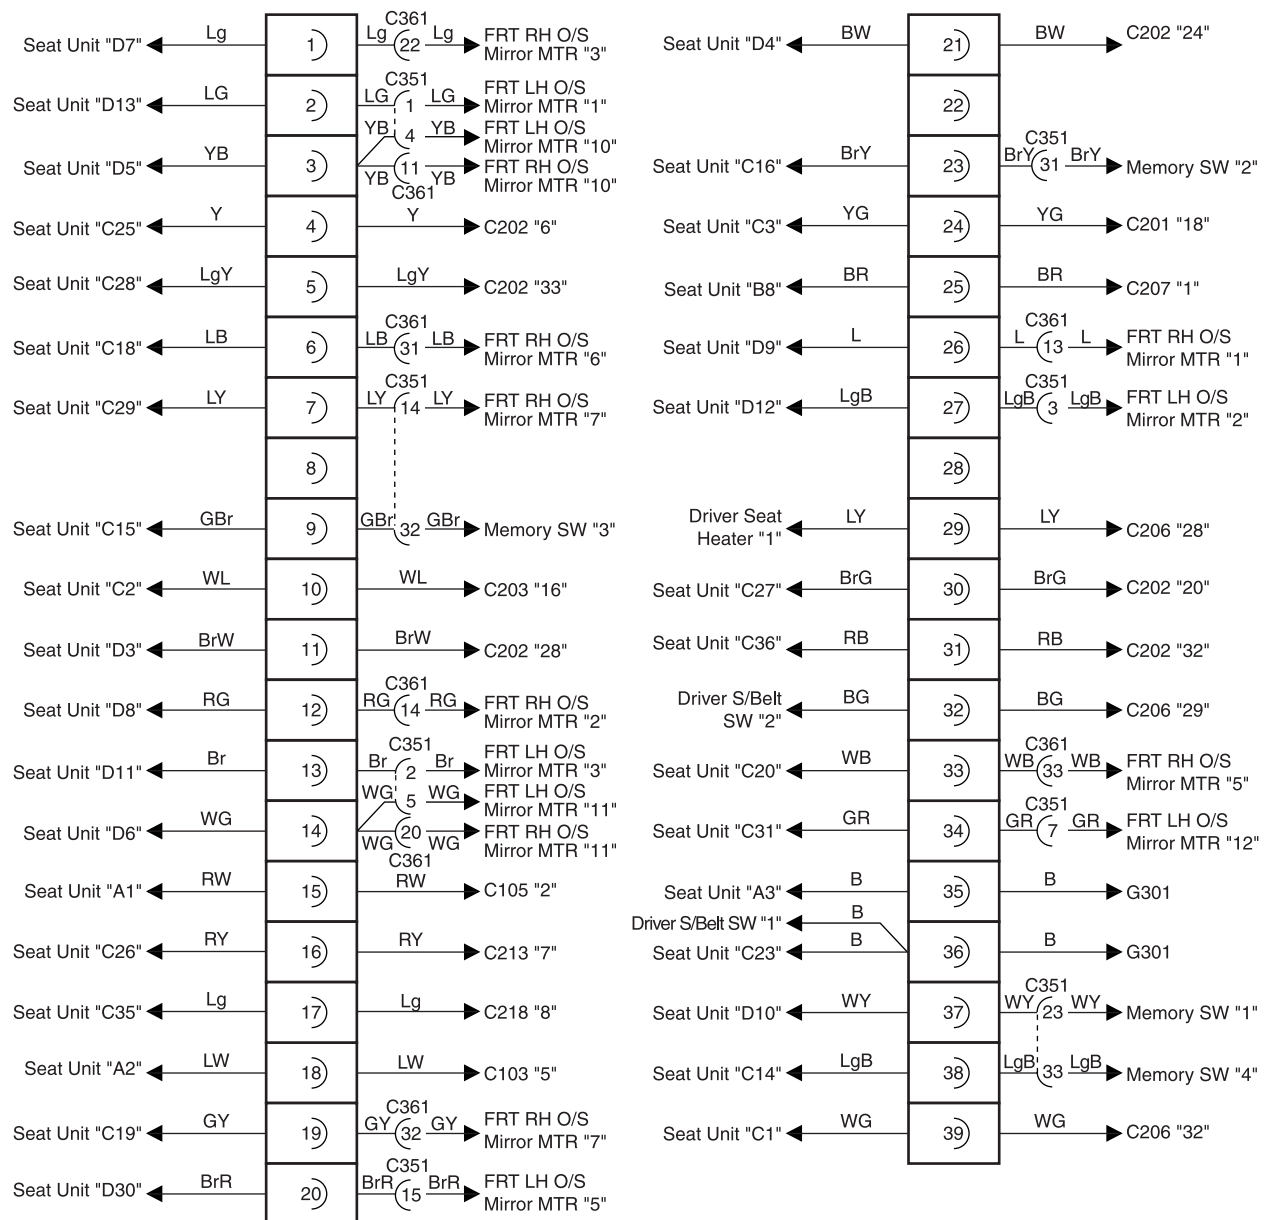 Seat Unit "D7" Lg 1 Lg C361 22 Lg FRT RH O/S
Mirror MTR "3"
Seat Unit "D13" LG 2 LG C351 1 LG FRT LH O/S
Mirror MTR "1"
YB 4 YB FRT LH O/S
Mirror MTR "10"
Seat Unit "D5" YB 3 YB 11 YB FRT RH O/S
C361 Mirror MTR "10"
Seat Unit "C25" Y 4 Y C202 "6"
Seat Unit "C28" LgY 5 LgY C202 "33"
Seat Unit "C18" LB 6 LB C361 31 LB FRT RH O/S
Mirror MTR "6"
Seat Unit "C29" LY 7 LY C351 14 LY FRT RH O/S
Mirror MTR "7"
8
Seat Unit "C15" GBr 9 GBr 32 GBr Memory SW "3"
Seat Unit "C2" WL 10 WL C203 "16"
Seat Unit "D3" BrW 11 BrW C202 "28"
Seat Unit "D8" RG 12 RG C361 14 RG FRT RH O/S
Mirror MTR "2"
Seat Unit "D11" Br 13 Br C351 2 Br FRT LH O/S
Mirror MTR "3"
WG 5 WG FRT LH O/S
Mirror MTR "11"
Seat Unit "D6" WG 14 WG 20 WG FRT RH O/S
C361 Mirror MTR "11"
Seat Unit "A1" RW 15 RW C105 "2"
Seat Unit "C26" RY 16 RY C213 "7"
Seat Unit "C35" Lg 17 Lg C218 "8"
Seat Unit "A2" LW 18 LW C103 "5"
Seat Unit "C19" GY 19 GY C361 32 GY FRT RH O/S
Mirror MTR "7"
Seat Unit "D30" BrR 20 BrR C351 15 BrR FRT LH O/S
Mirror MTR "5"
Seat Unit "D4" BW 21 BW C202 "24"
22
Seat Unit "C16" BrY 23 BrY C351 31 BrY Memory SW "2"
Seat Unit "C3" YG 24 YG C201 "18"
Seat Unit "B8" BR 25 BR C207 "1"
Seat Unit "D9" L 26 L C361 13 L FRT RH O/S
Mirror MTR "1"
Seat Unit "D12" LgB 27 LgB C351 3 LgB FRT LH O/S
Mirror MTR "2"
28
Driver Seat
Heater "1" LY 29 LY C206 "28"
Seat Unit "C27" BrG 30 BrG C202 "20"
Seat Unit "C36" RB 31 RB C202 "32"
Driver S/Belt
SW "2" BG 32 BG C206 "29"
Seat Unit "C20" WB 33 WB C361 33 WB FRT RH O/S
Mirror MTR "5"
Seat Unit "C31" GR 34 GR C351 7 GR FRT LH O/S
Mirror MTR "12"
Seat Unit "A3" B 35 B G301
Driver S/Belt SW "1" B
Seat Unit "C23" B 36 B G301
Seat Unit "D10" WY 37 WY C351 23 WY Memory SW "1"
Seat Unit "C14" LgB 38 LgB 33 LgB Memory SW "4"
Seat Unit "C1" WG 39 WG C206 "32"